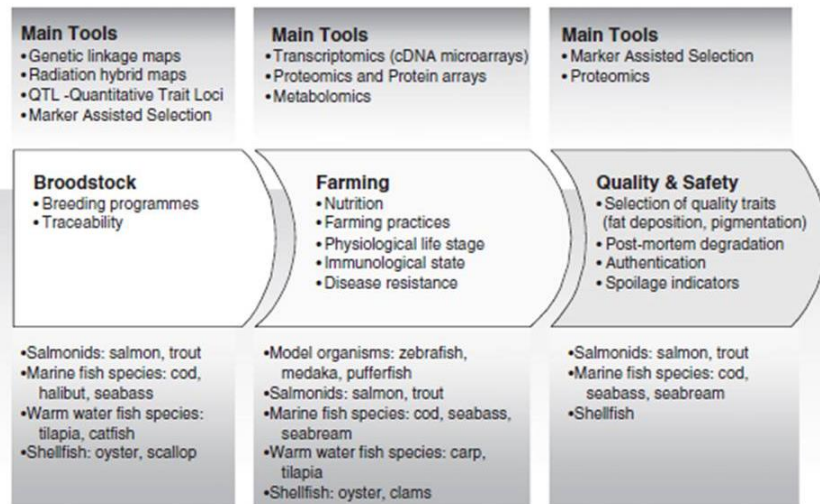 Main Tools
•Genetic linkage maps
•Radiation hybrid maps
•QTL -Quantitative Trait Loci
•Marker Assisted Selection
Main Tools
•Transcriptomics (cDNA microarrays)
•Proteomics and Protein arrays
•Metabolomics
Main Tools
•Marker Assisted Selection
•Proteomics
Broodstock
•Breeding programmes
•Traceability
Farming
•Nutrition
•Farming practices
•Physiological life stage
•Immunological state
•Disease resistance
Quality & Safety
•Selection of quality traits
(fat deposition, pigmentation)
•Post-mortem degradation
•Authentication
•Spoilage indicators
•Salmonids: salmon, trout
•Marine fish species: cod,
halibut, seabass
•Warm water fish species:
tilapia, catfish
•Shellfish: oyster, scallop
•Model organisms: zebrafish,
medaka, pufferfish
•Salmonids: salmon, trout
•Marine fish species: cod, seabass,
seabream
•Warm water fish species: carp,
tilapia
•Shellfish: oyster, clams
•Salmonids: salmon, trout
•Marine fish species: cod,
seabass, seabream
•Shellfish